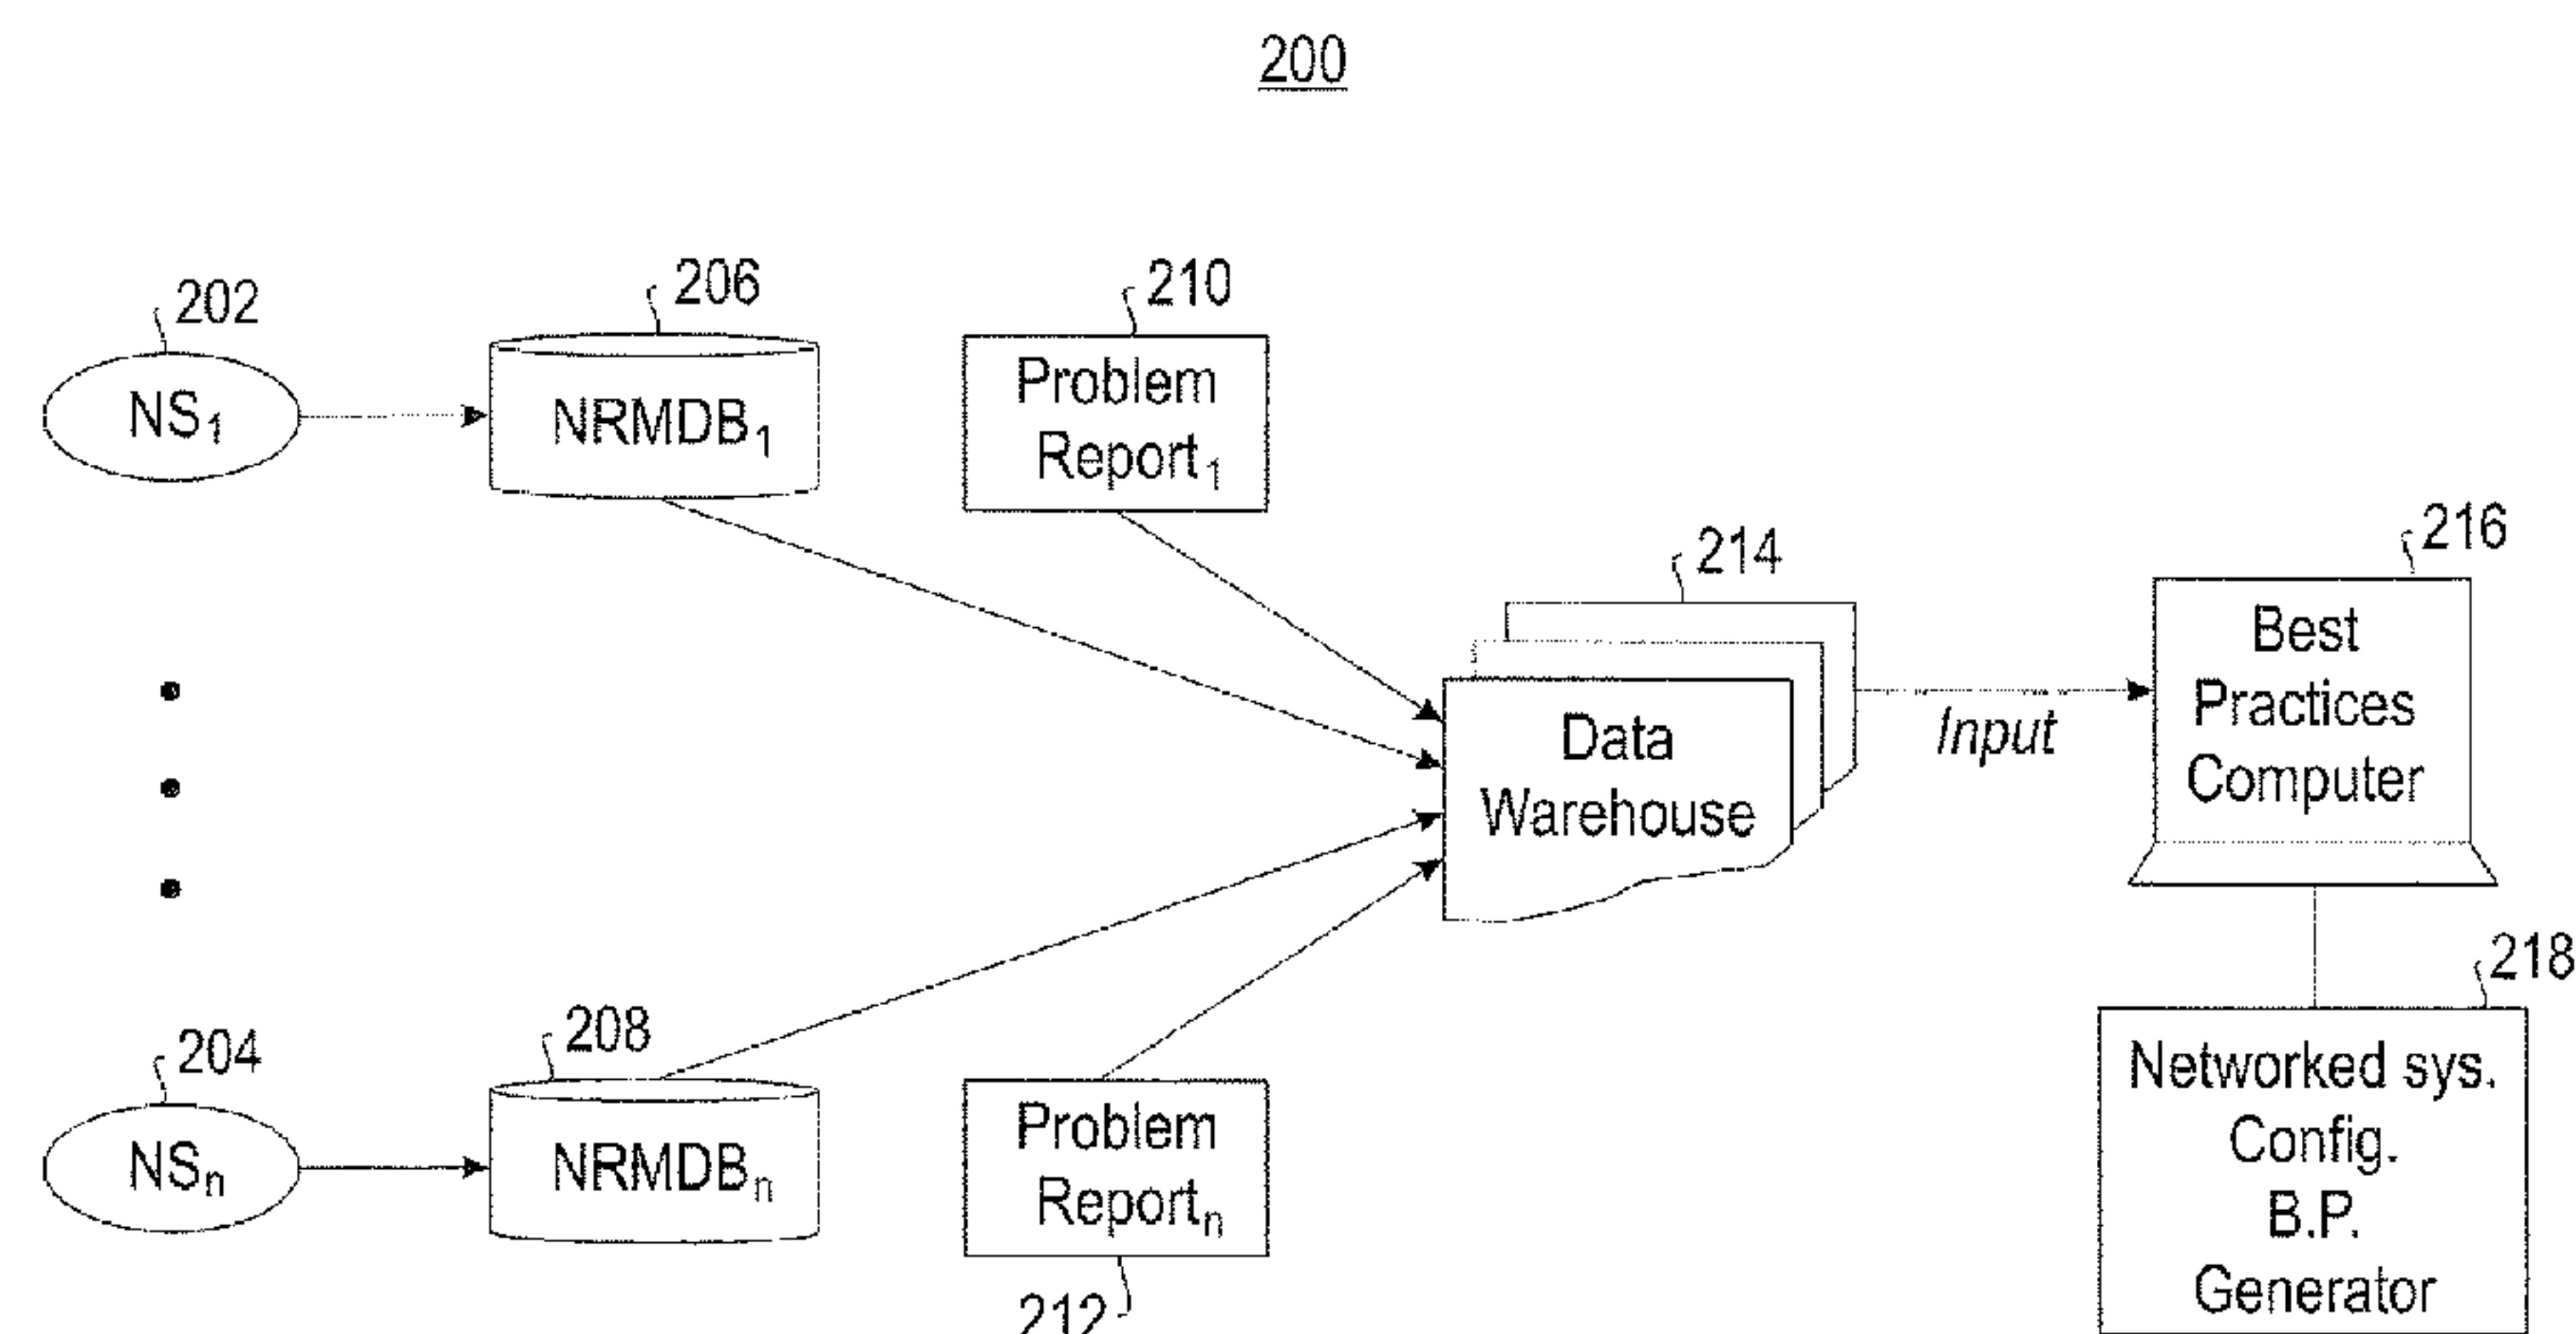 200
202
206
210
NS₁
NRMDB₁
Problem
Report₁
214
216
Best
Practices
Computer
Data
Warehouse
Input
218
204
208
NSₙ
NRMDBₙ
Problem
Reportₙ
212
Networked sys.
Config.
B.P.
Generator